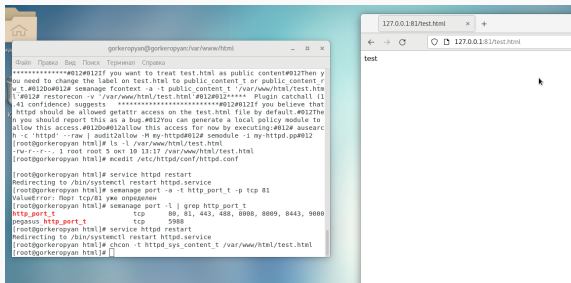 gorkeropyan@gorkeropyan:/var/www/html
Файл Правка Вид Поиск Терминал Справка
**************#012#012If you want to treat test.html as public content#012Then y
ou need to change the label on test.html to public_content_t or public_content_r
w_t.#012Do#012# semanage fcontext -a -t public_content_t '/var/www/html/test.htm
l'#012# restorecon -v '/var/www/html/test.html'#012#012***** Plugin catchall (1
.41 confidence) suggests **************************#012#012If you believe that
httpd should be allowed getattr access on the test.html file by default.#012The
n you should report this as a bug.#012You can generate a local policy module to
allow this access.#012Do#012allow this access for now by executing:#012# ausearc
h -c 'httpd' --raw | audit2allow -M my-httpd#012# semodule -i my-httpd.pp#012
[root@gorkeropyan html]# ls -l /var/www/html/test.html
-rw-r--r--. 1 root root 5 окт 10 13:17 /var/www/html/test.html
[root@gorkeropyan html]# mcedit /etc/httpd/conf/httpd.conf
[root@gorkeropyan html]# service httpd restart
Redirecting to /bin/systemctl restart httpd.service
[root@gorkeropyan html]# semanage port -a -t http_port_t -p tcp 81
ValueError: Порт tcp/81 уже определен
[root@gorkeropyan html]# semanage port -l | grep http_port_t
http_port_t tcp 80, 81, 443, 488, 8008, 8009, 8443, 9000
pegasus_http_port_t tcp 5988
[root@gorkeropyan html]# service httpd restart
Redirecting to /bin/systemctl restart httpd.service
[root@gorkeropyan html]# chcon -t httpd_sys_content_t /var/www/html/test.html
[root@gorkeropyan html]#
127.0.0.1:81/test.html
127.0.0.1:81/test.html
test